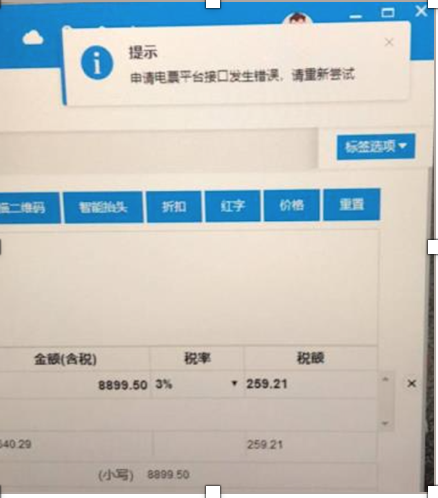 提示
申请电票平台接口发生错误，请重新尝试
标签选项
二维码 智能抬头 折扣 红字 价格 重置
金额(含税) 税率 税额
8899.50 3% 259.21
640.29 259.21
(小写) 8899.50